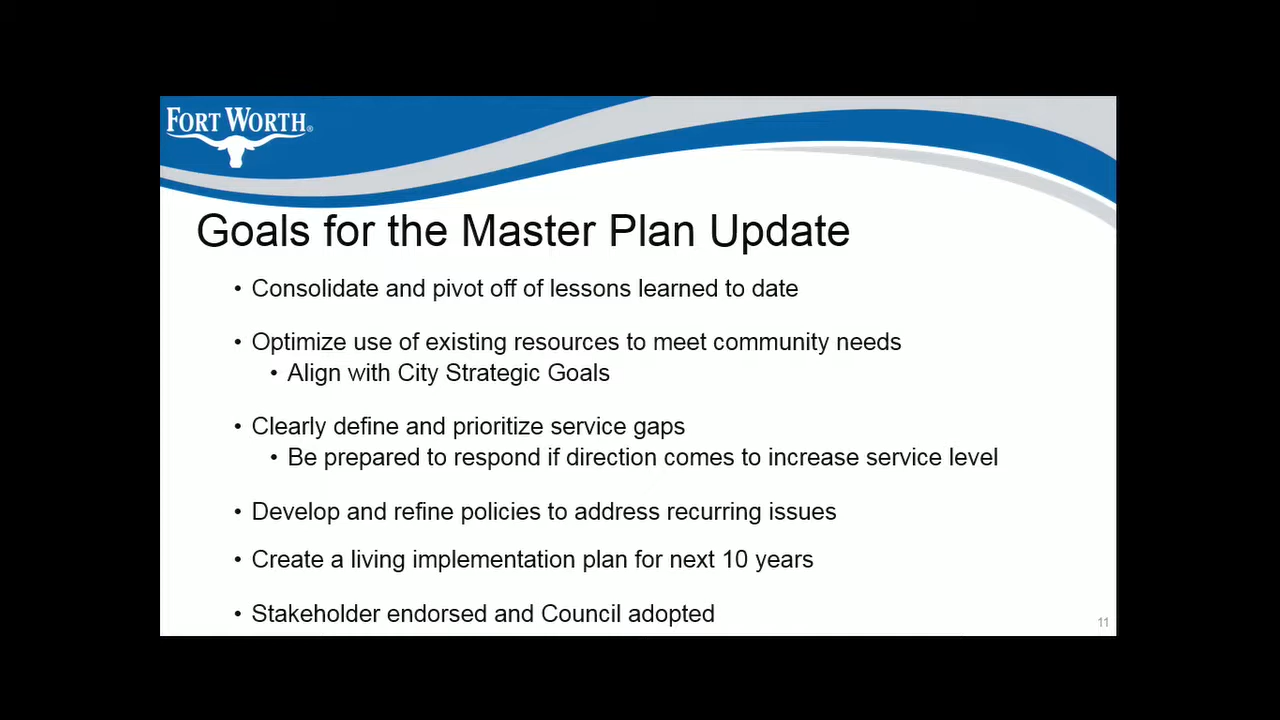 FORT WORTH®
Goals for the Master Plan Update
• Consolidate and pivot off of lessons learned to date
• Optimize use of existing resources to meet community needs
• Align with City Strategic Goals
• Clearly define and prioritize service gaps
• Be prepared to respond if direction comes to increase service level
• Develop and refine policies to address recurring issues
• Create a living implementation plan for next 10 years
• Stakeholder endorsed and Council adopted
11